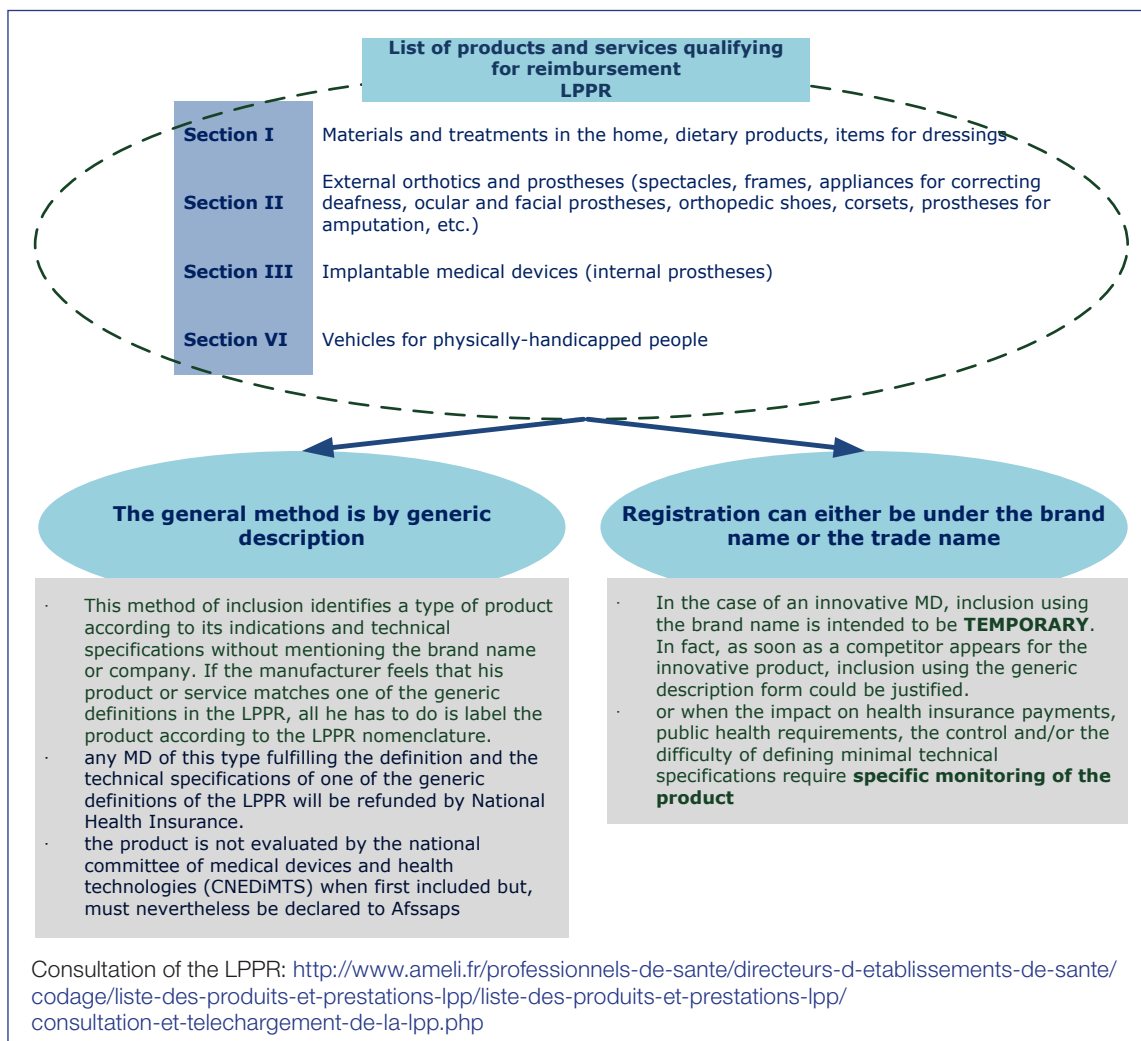 List of products and services qualifying
for reimbursement
LPPR
Section I
Materials and treatments in the home, dietary products, items for dressings
Section II
External orthotics and prostheses (spectacles, frames, appliances for correcting
deafness, ocular and facial prostheses, orthopedic shoes, corsets, prostheses for
amputation, etc.)
Section III
Implantable medical devices (internal prostheses)
Section VI
Vehicles for physically-handicapped people
The general method is by generic
description
· This method of inclusion identifies a type of product
according to its indications and technical
specifications without mentioning the brand name
or company. If the manufacturer feels that his
product or service matches one of the generic
definitions in the LPPR, all he has to do is label the
product according to the LPPR nomenclature.
· any MD of this type fulfilling the definition and the
technical specifications of one of the generic
definitions of the LPPR will be refunded by National
Health Insurance.
· the product is not evaluated by the national
committee of medical devices and health
technologies (CNEDiMTS) when first included but,
must nevertheless be declared to Afssaps
Registration can either be under the brand
name or the trade name
· In the case of an innovative MD, inclusion using
the brand name is intended to be TEMPORARY.
In fact, as soon as a competitor appears for the
innovative product, inclusion using the generic
description form could be justified.
· or when the impact on health insurance payments,
public health requirements, the control and/or the
difficulty of defining minimal technical
specifications require specific monitoring of the
product
Consultation of the LPPR: http://www.ameli.fr/professionnels-de-sante/directeurs-d-etablissements-de-sante/
codage/liste-des-produits-et-prestations-lpp/liste-des-produits-et-prestations-lpp/
consultation-et-telechargement-de-la-lpp.php